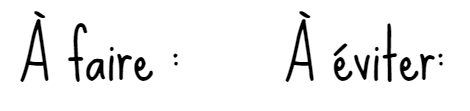 À faire : À éviter: